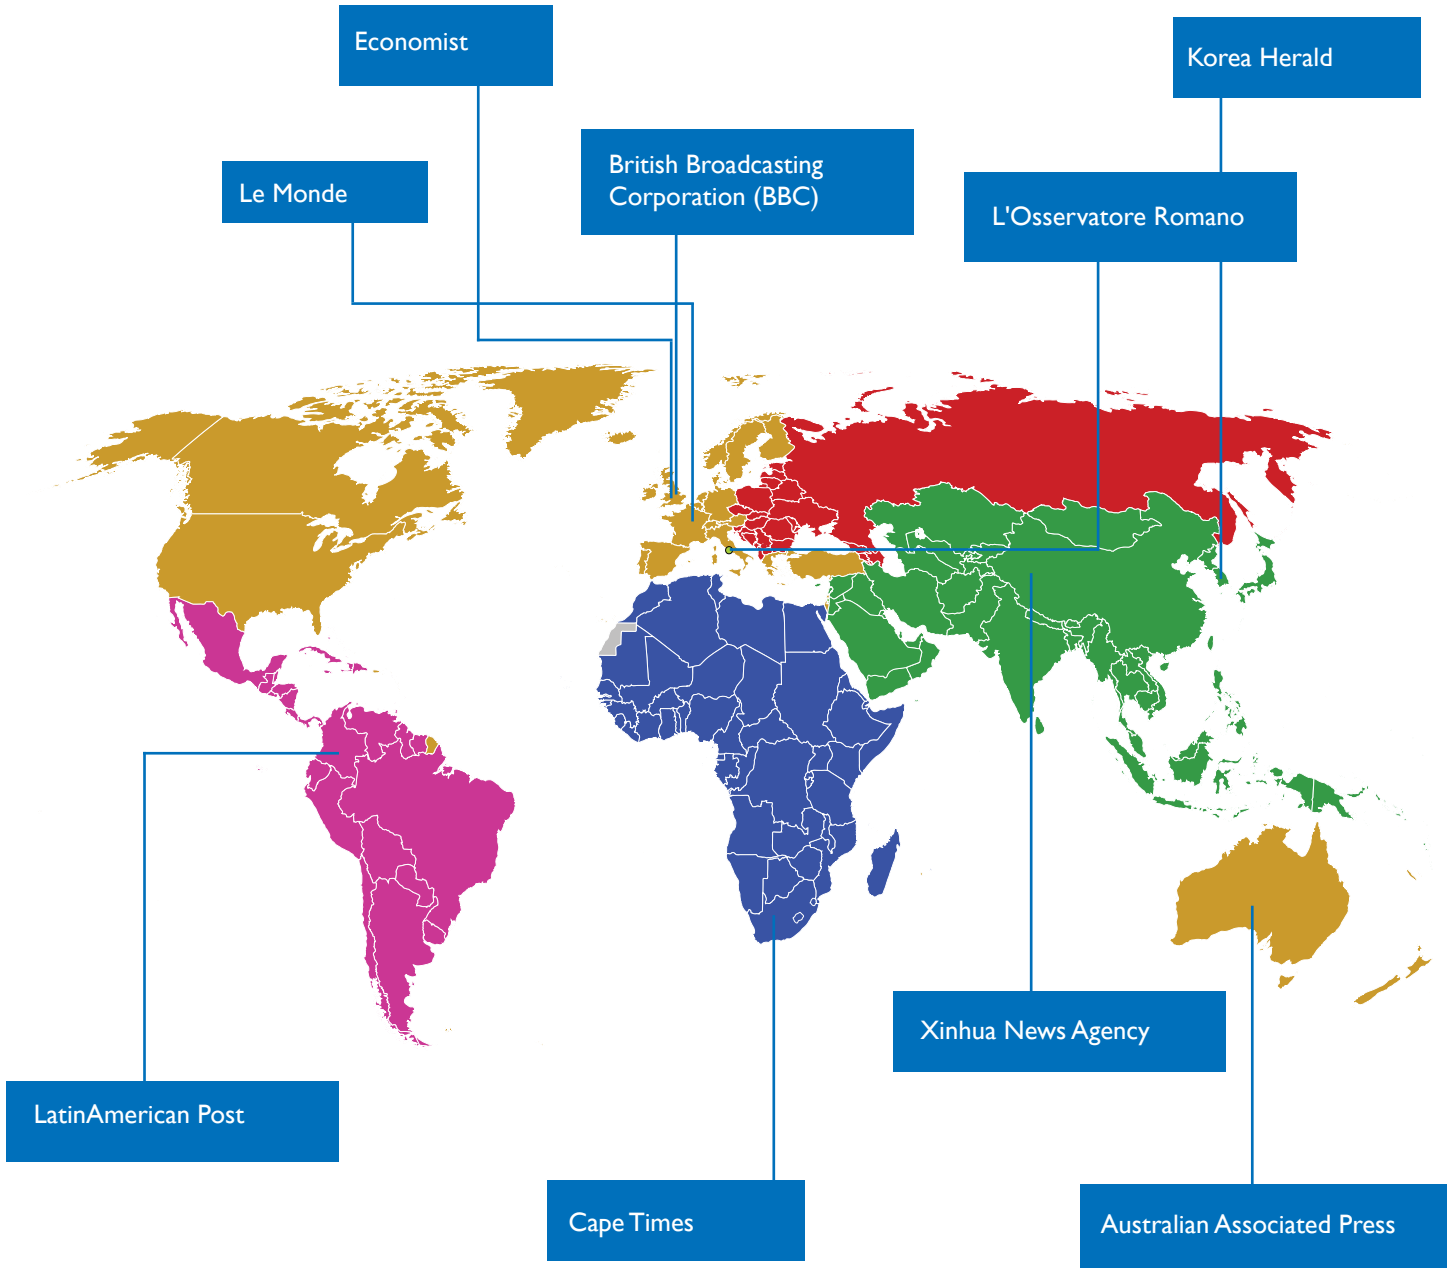 Economist
Korea Herald
British Broadcasting
Corporation (BBC)
Le Monde
L'Osservatore Romano
Xinhua News Agency
LatinAmerican Post
Cape Times
Australian Associated Press